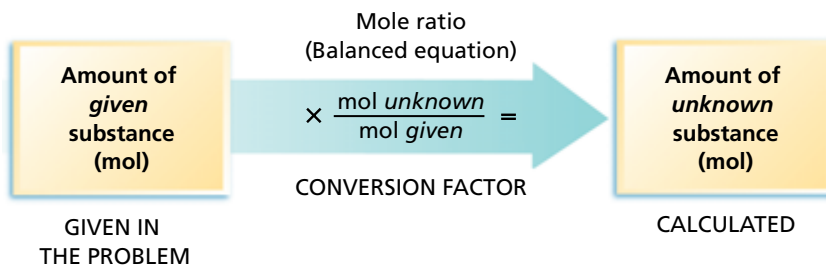 Mole ratio
(Balanced equation)
Amount of
given
substance
(mol)
× mol unknown
mol given =
Amount of
unknown
substance
(mol)
CONVERSION FACTOR
GIVEN IN
THE PROBLEM
CALCULATED